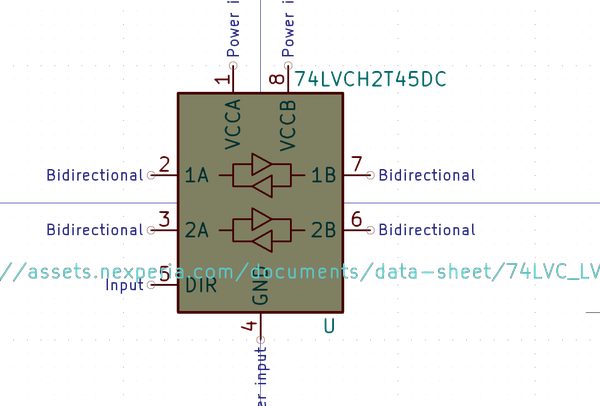 Power i
Power i
1
8
74LVCH2T45DC
VCCA
VCCB
Bidirectional
2
1A
1B
7
Bidirectional
Bidirectional
3
2A
2B
6
Bidirectional
//assets.nexperia.com/documents/data-sheet/74LVC_LV
Input
5
DIR
GND
4
U
er input